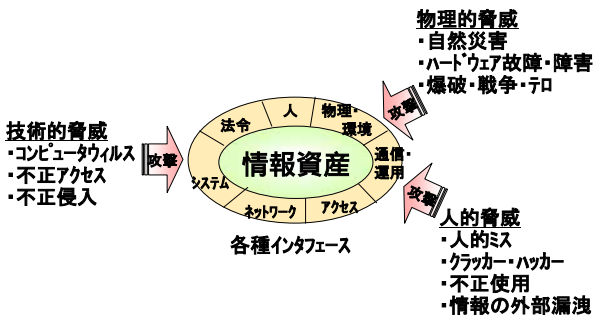 物理的脅威
・自然災害
・ﾊｰﾄﾞｳｪｱ故障・障害
・爆破・戦争・ﾃﾛ
攻撃
技術的脅威
・ｺﾝﾋﾟｭｰﾀｳｨﾙｽ
・不正ｱｸｾｽ
・不正侵入
攻撃
法令
人
物理・
環境
通信・
運用
ｱｸｾｽ
ﾈｯﾄﾜｰｸ
ｼｽﾃﾑ
情報資産
各種ｲﾝﾀﾌｪｰｽ
攻撃
人的脅威
・人的ﾐｽ
・ｸﾗｯｶｰ・ﾊｯｶｰ
・不正使用
・情報の外部漏洩